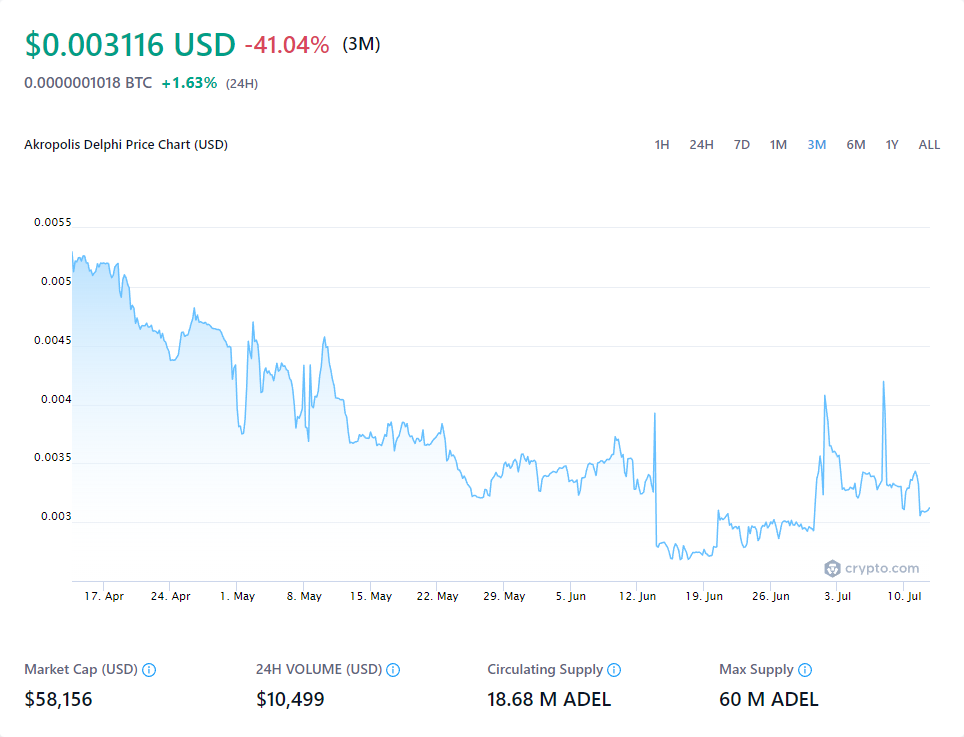 $0.003116 USD -41.04% (3M)
0.0000001018 BTC +1.63% (24H)
Akropolis Delphi Price Chart (USD) 1H 24H 7D 1M 3M 6M 1Y ALL
0.0055
0.005
0.0045
0.004
0.0035
0.003
crypto.com
17. Apr 24. Apr 1. May 8. May 15. May 22. May 29. May 5. Jun 12. Jun 19. Jun 26. Jun 3. Jul 10. Jul
Market Cap (USD) 24H VOLUME (USD) Circulating Supply Max Supply
$58,156 $10,499 18.68 M ADEL 60 M ADEL